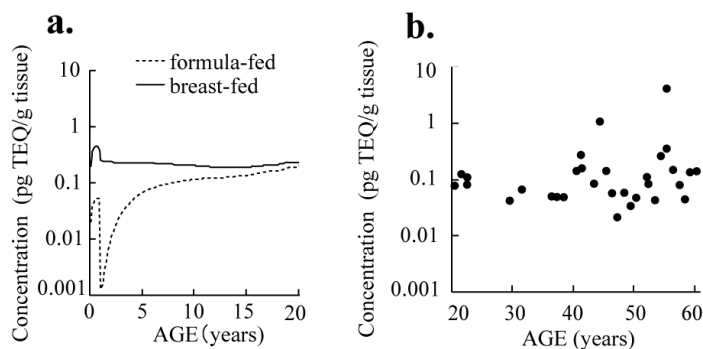 a.
formula-fed
breast-fed
Concentration (pg TEQ/g tissue)
10
1
0.1
0.01
0.001
0 5 10 15 20
AGE(years)
b.
Concentration (pg TEQ/g tissue)
10
1
0.1
0.01
0.001
20 30 40 50 60
AGE (years)